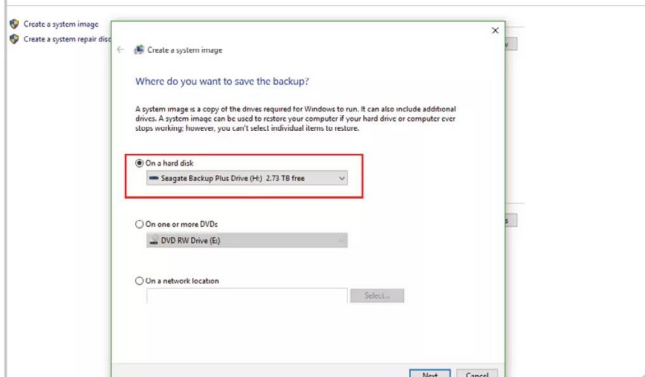 Create a system image
Create a system repair disc
Create a system image
Where do you want to save the backup?
A system image is a copy of the drives required for Windows to run. It can also include additional
drives. A system image can be used to restore your computer if your hard drive or computer ever
stops working; however, you can't select individual items to restore.
On a hard disk
Seagate Backup Plus Drive (H:) 2.73 TB free
On one or more DVDs
DVD RW Drive (E:)
On a network location
Select...
Next Cancel